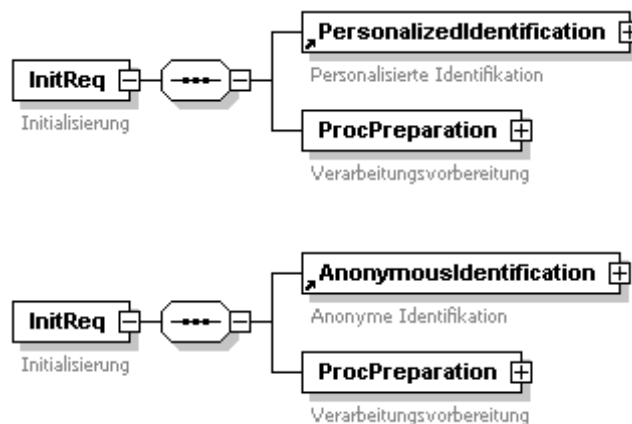 PersonalizedIdentification
Personalisierte Identifikation
InitReq
Initialisierung
ProcPreparation
Verarbeitungsvorbereitung
AnonymousIdentification
Anonyme Identifikation
InitReq
Initialisierung
ProcPreparation
Verarbeitungsvorbereitung